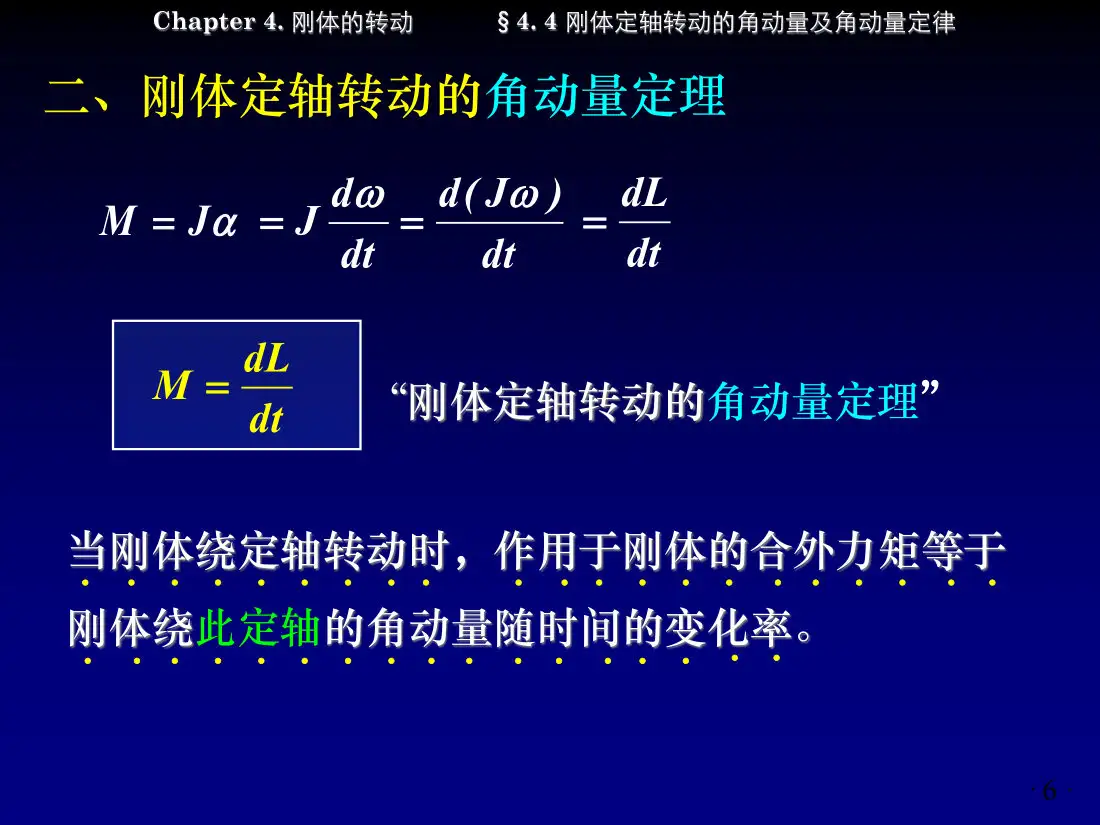 Chapter 4. 刚体的转动 §4. 4 刚体定轴转动的角动量及角动量定律
二、刚体定轴转动的角动量定理
M = Jα = J dω/dt = d(Jω)/dt = dL/dt
M = dL/dt
“刚体定轴转动的角动量定理”
当刚体绕定轴转动时，作用于刚体的合外力矩等于
刚体绕此定轴的角动量随时间的变化率。
·6·